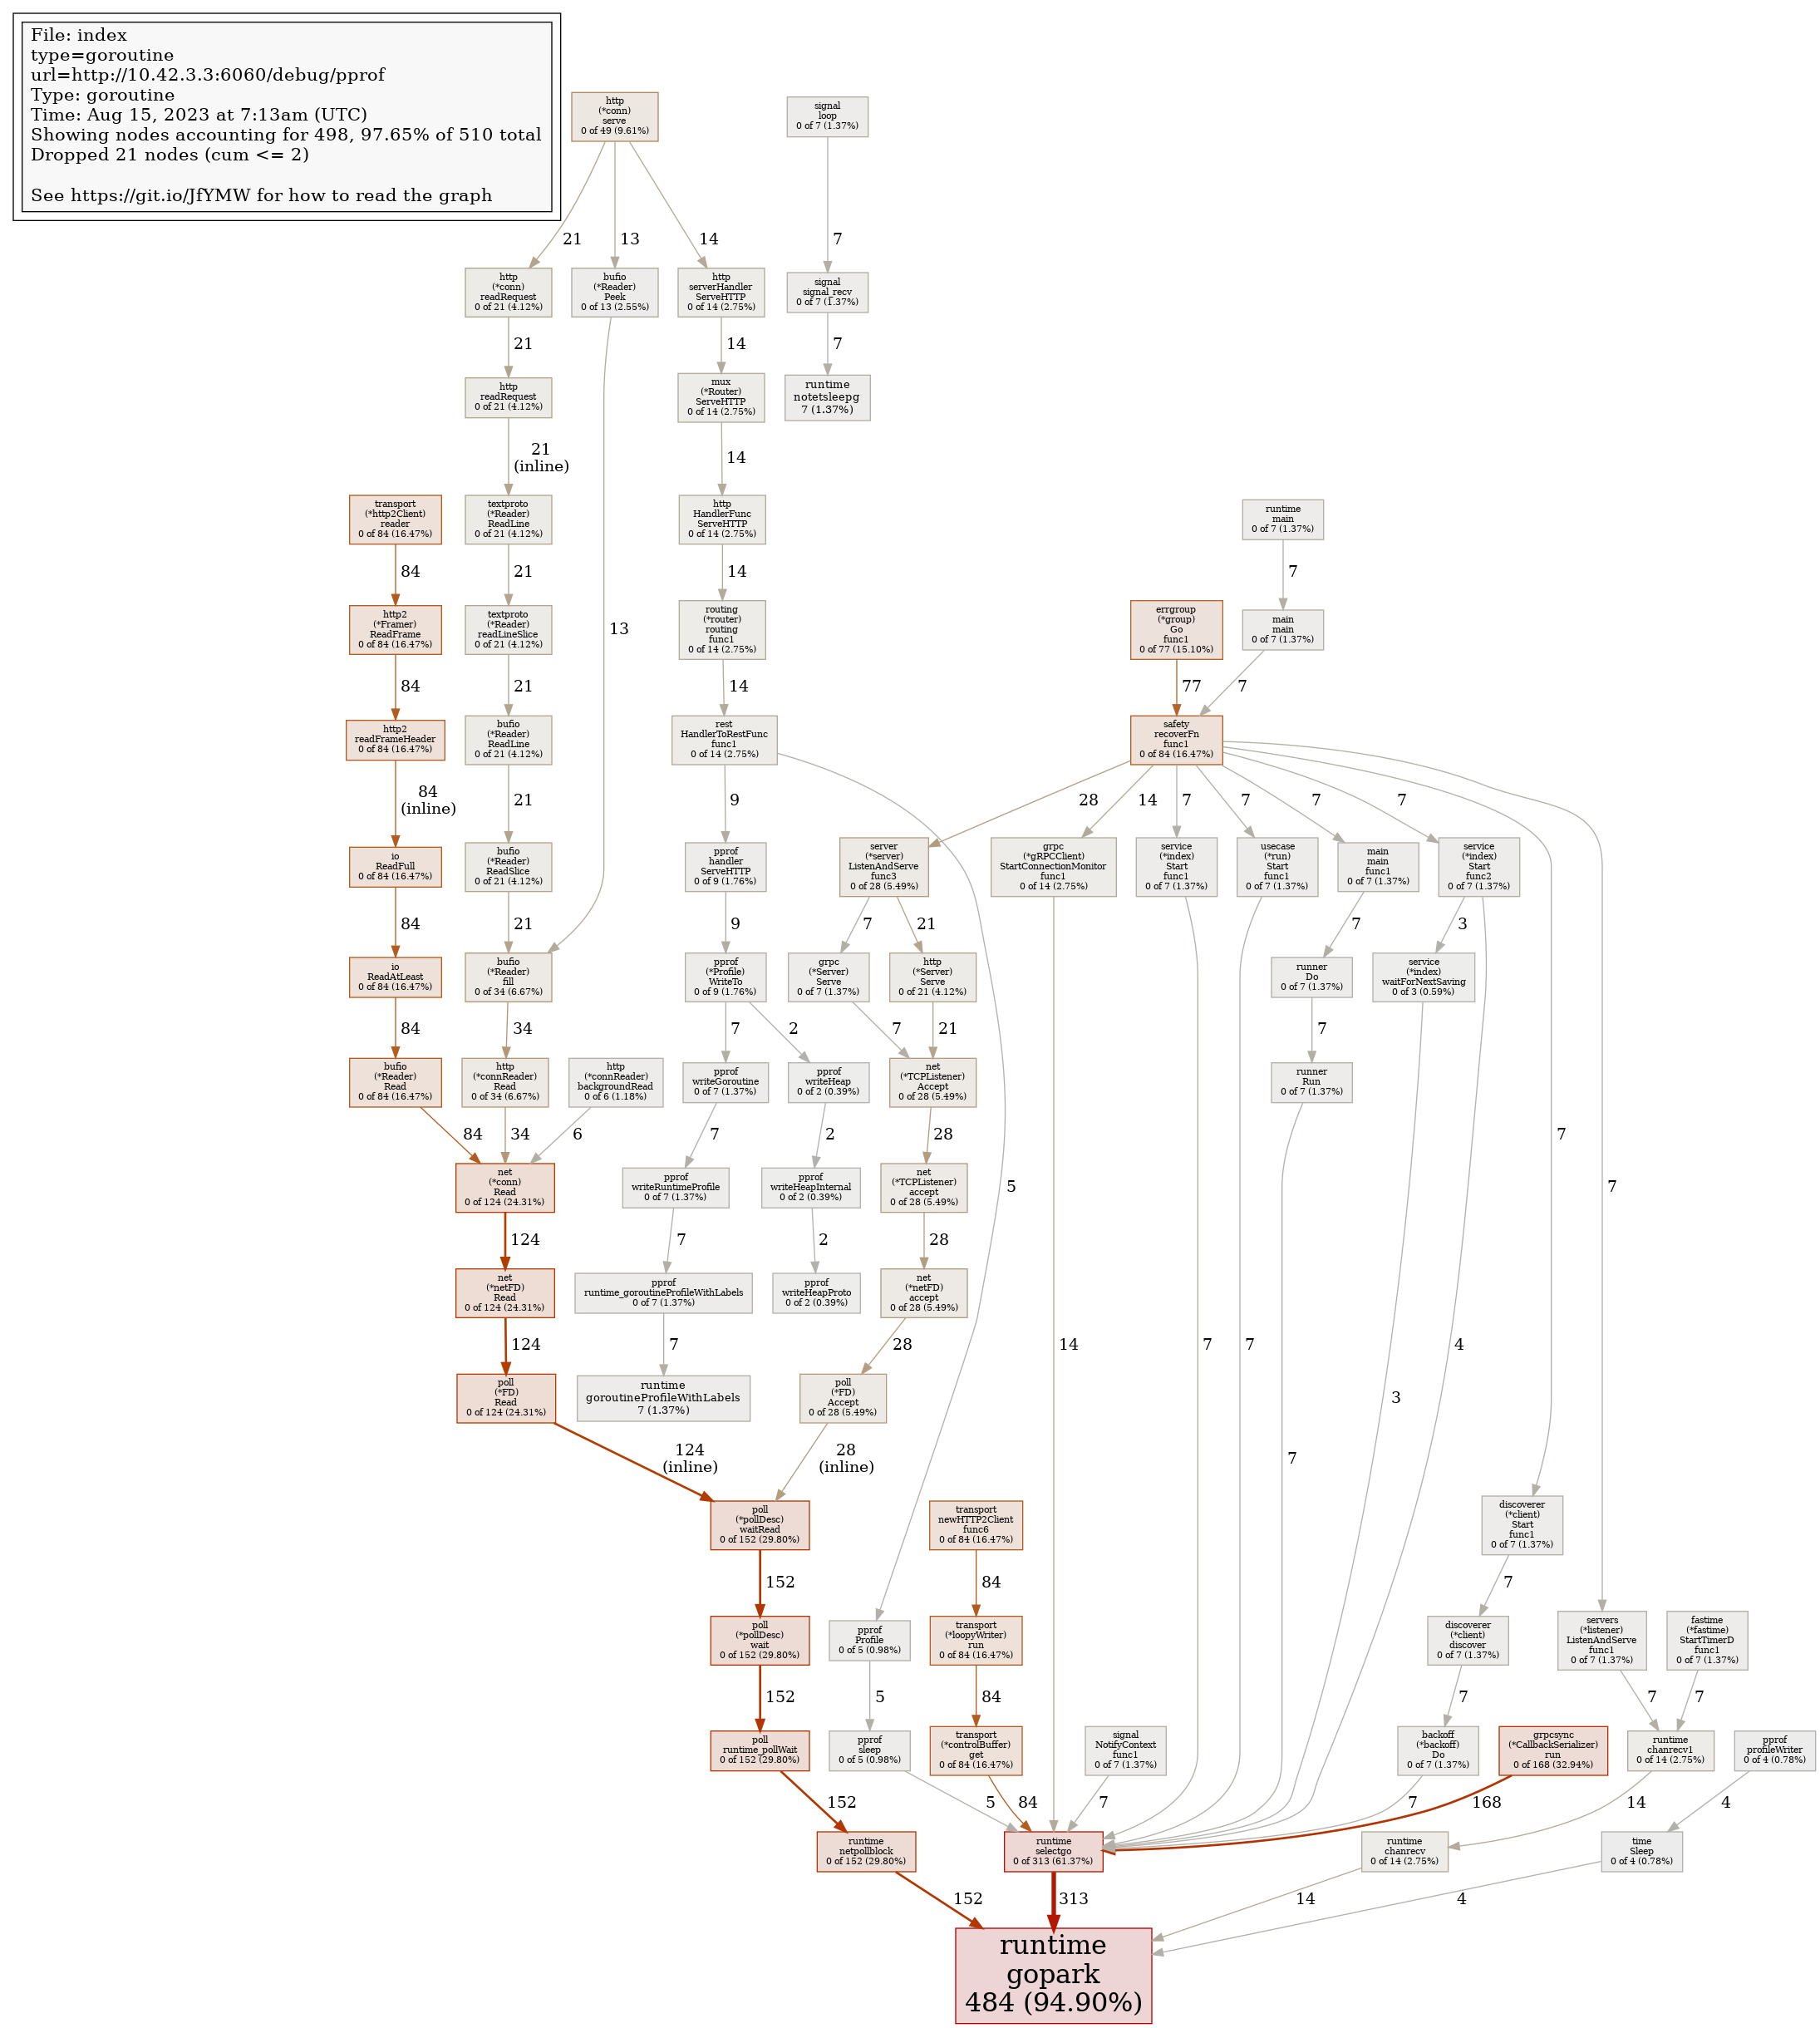 File: index
type=goroutine
url=http://10.42.3.3:6060/debug/pprof
Type: goroutine
Time: Aug 15, 2023 at 7:13am (UTC)
Showing nodes accounting for 498, 97.65% of 510 total
Dropped 21 nodes (cum <= 2)
See https://git.io/JfYMW for how to read the graph
http
(*conn)
serve
0 of 49 (9.61%)
signal
loop
0 of 7 (1.37%)
21
13
14
7
http
(*conn)
readRequest
0 of 21 (4.12%)
bufio
(*Reader)
Peek
0 of 13 (2.55%)
http
serverHandler
ServeHTTP
0 of 14 (2.75%)
signal
signal_recv
0 of 7 (1.37%)
21
14
7
http
readRequest
0 of 21 (4.12%)
mux
(*Router)
ServeHTTP
0 of 14 (2.75%)
runtime
notetsleepg
7 (1.37%)
21
(inline)
14
transport
(*http2Client)
reader
0 of 84 (16.47%)
textproto
(*Reader)
ReadLine
0 of 21 (4.12%)
http
HandlerFunc
ServeHTTP
0 of 14 (2.75%)
runtime
main
0 of 7 (1.37%)
84
21
14
7
http2
(*Framer)
ReadFrame
0 of 84 (16.47%)
textproto
(*Reader)
readLineSlice
0 of 21 (4.12%)
13
routing
(*router)
routing
func1
0 of 14 (2.75%)
errgroup
(*group)
Go
func1
0 of 77 (15.10%)
main
main
0 of 7 (1.37%)
84
21
14
77
7
http2
readFrameHeader
0 of 84 (16.47%)
bufio
(*Reader)
ReadLine
0 of 21 (4.12%)
rest
HandlerToRestFunc
func1
0 of 14 (2.75%)
safety
recoverFn
func1
0 of 84 (16.47%)
84
(inline)
21
9
28
14
7
7
7
7
io
ReadFull
0 of 84 (16.47%)
bufio
(*Reader)
ReadSlice
0 of 21 (4.12%)
pprof
handler
ServeHTTP
0 of 9 (1.76%)
server
(*server)
ListenAndServe
func3
0 of 28 (5.49%)
grpc
(*gRPCClient)
StartConnectionMonitor
func1
0 of 14 (2.75%)
service
(*index)
Start
func1
0 of 7 (1.37%)
usecase
(*run)
Start
func1
0 of 7 (1.37%)
main
main
func1
0 of 7 (1.37%)
service
(*index)
Start
func2
0 of 7 (1.37%)
84
21
9
7
21
7
3
io
ReadAtLeast
0 of 84 (16.47%)
bufio
(*Reader)
fill
0 of 34 (6.67%)
pprof
(*Profile)
WriteTo
0 of 9 (1.76%)
grpc
(*Server)
Serve
0 of 7 (1.37%)
http
(*Server)
Serve
0 of 21 (4.12%)
runner
Do
0 of 7 (1.37%)
service
(*index)
waitForNextSaving
0 of 3 (0.59%)
84
34
7
2
7
21
7
bufio
(*Reader)
Read
0 of 84 (16.47%)
http
(*connReader)
Read
0 of 34 (6.67%)
http
(*connReader)
backgroundRead
0 of 6 (1.18%)
pprof
writeGoroutine
0 of 7 (1.37%)
pprof
writeHeap
0 of 2 (0.39%)
net
(*TCPListener)
Accept
0 of 28 (5.49%)
runner
Run
0 of 7 (1.37%)
84
34
6
7
2
28
7
net
(*conn)
Read
0 of 124 (24.31%)
pprof
writeRuntimeProfile
0 of 7 (1.37%)
pprof
writeHeapInternal
0 of 2 (0.39%)
net
(*TCPListener)
accept
0 of 28 (5.49%)
5
7
124
7
2
28
net
(*netFD)
Read
0 of 124 (24.31%)
pprof
runtime_goroutineProfileWithLabels
0 of 7 (1.37%)
pprof
writeHeapProto
0 of 2 (0.39%)
net
(*netFD)
accept
0 of 28 (5.49%)
124
7
28
14
7
7
4
poll
(*FD)
Read
0 of 124 (24.31%)
runtime
goroutineProfileWithLabels
7 (1.37%)
poll
(*FD)
Accept
0 of 28 (5.49%)
3
124
(inline)
28
(inline)
7
poll
(*pollDesc)
waitRead
0 of 152 (29.80%)
transport
newHTTP2Client
func6
0 of 84 (16.47%)
discoverer
(*client)
Start
func1
0 of 7 (1.37%)
152
84
7
poll
(*pollDesc)
wait
0 of 152 (29.80%)
pprof
Profile
0 of 5 (0.98%)
transport
(*loopyWriter)
run
0 of 84 (16.47%)
discoverer
(*client)
discover
0 of 7 (1.37%)
servers
(*listener)
ListenAndServe
func1
0 of 7 (1.37%)
fastime
(*fastime)
StartTimerD
func1
0 of 7 (1.37%)
152
5
84
7
7
7
poll
runtime_pollWait
0 of 152 (29.80%)
pprof
sleep
0 of 5 (0.98%)
transport
(*controlBuffer)
get
0 of 84 (16.47%)
signal
NotifyContext
func1
0 of 7 (1.37%)
backoff
(*backoff)
Do
0 of 7 (1.37%)
grpcsync
(*CallbackSerializer)
run
0 of 168 (32.94%)
runtime
chanrecv1
0 of 14 (2.75%)
pprof
profileWriter
0 of 4 (0.78%)
152
5
84
7
7
168
14
4
runtime
netpollblock
0 of 152 (29.80%)
runtime
selectgo
0 of 313 (61.37%)
runtime
chanrecv
0 of 14 (2.75%)
time
Sleep
0 of 4 (0.78%)
152
313
14
4
runtime
gopark
484 (94.90%)